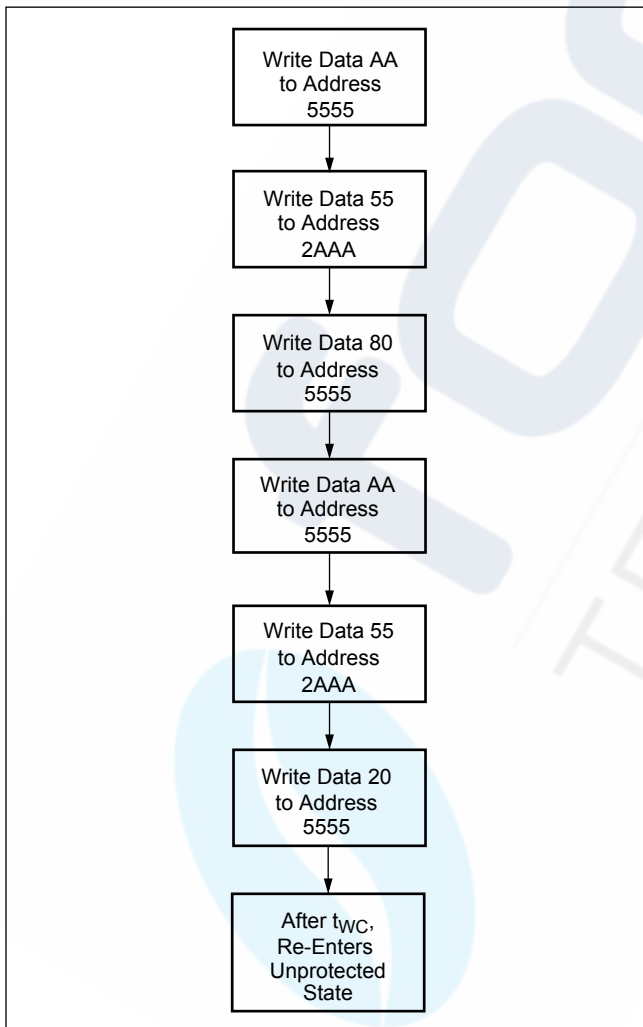 Write Data AA
to Address
5555
Write Data 55
to Address
2AAA
Write Data 80
to Address
5555
Write Data AA
to Address
5555
Write Data 55
to Address
2AAA
Write Data 20
to Address
5555
After tWC,
Re-Enters
Unprotected
State